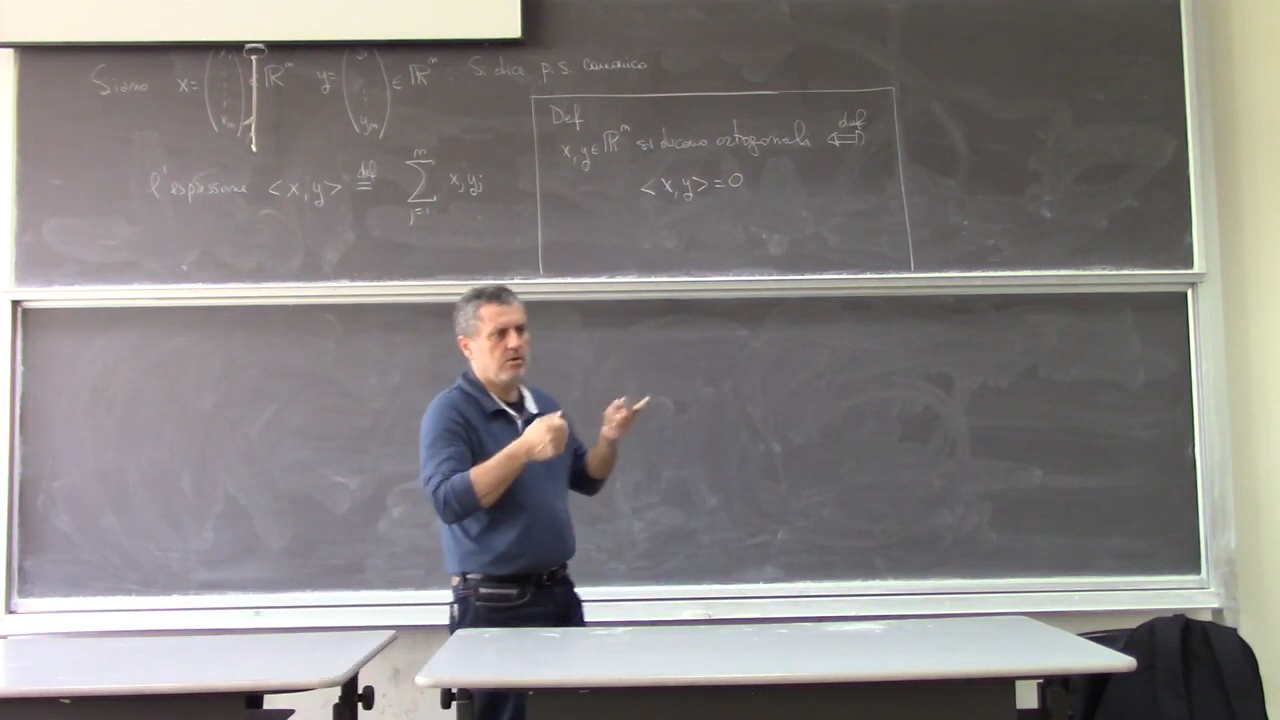 Siano x = (x₁ ⋮ xₘ) ∈ ℝᵐ y = (y₁ ⋮ yₘ) ∈ ℝᵐ Si dice p.s. canonico
l'espressione <x,y> ≝ ∑ⱼ₌₁ᵐ xⱼyⱼ
Def
x,y ∈ ℝᵐ si dicono ortogonali ⇔ def
<x,y> = 0